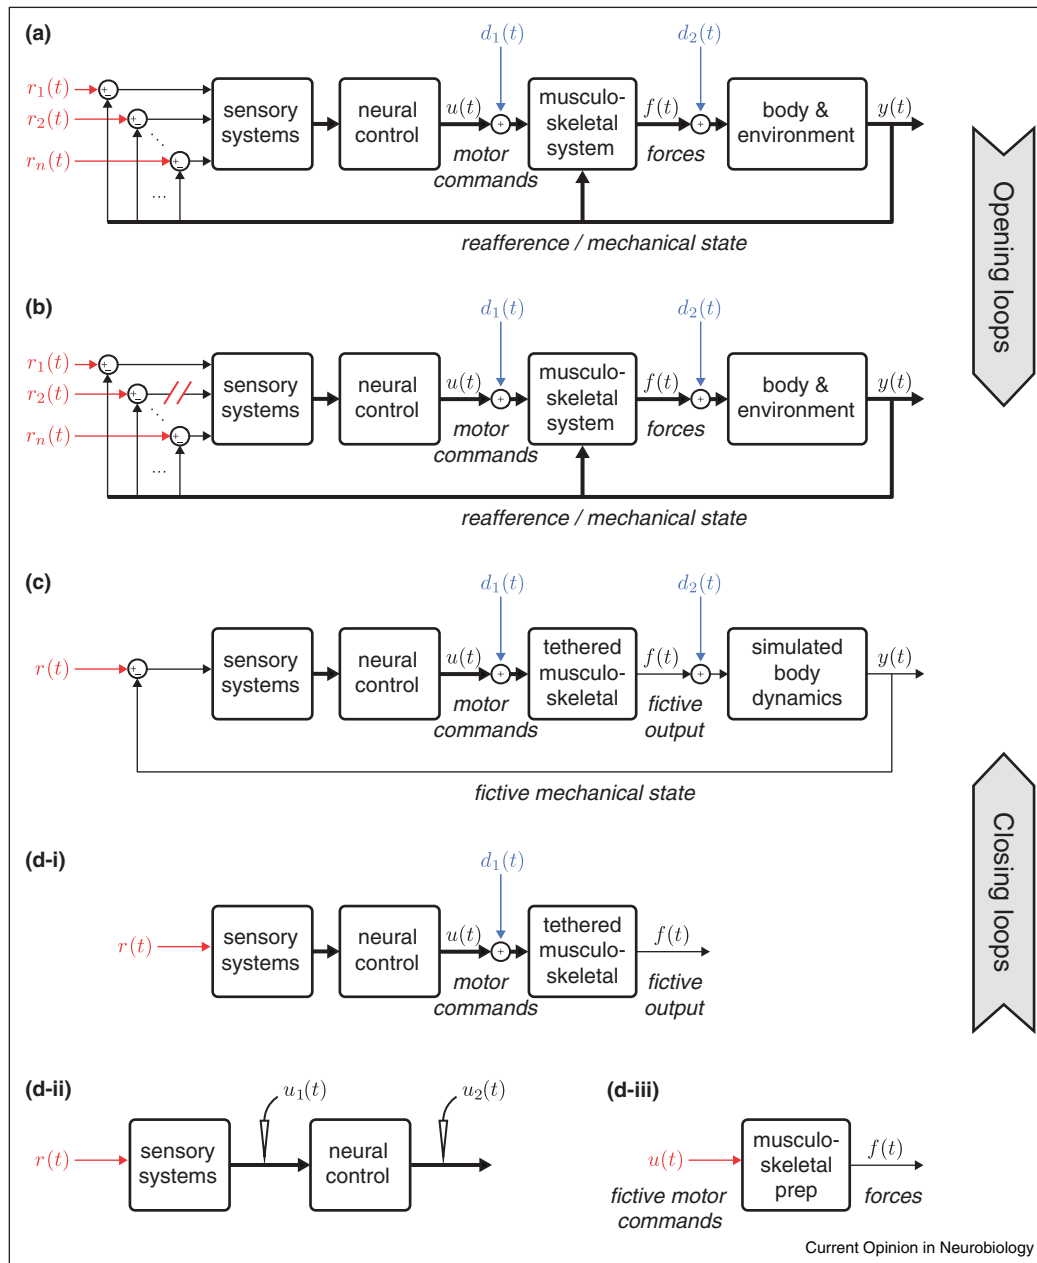 (a)
d₁(t)
d₂(t)
r₁(t)
r₂(t)
rₙ(t)
+
−
+
−
+
−
...
...
sensory
systems
neural
control
u(t)
+
motor
commands
musculo-
skeletal
system
f(t)
+
forces
body &
environment
y(t)
reafference / mechanical state
Opening loops
(b)
d₁(t)
d₂(t)
r₁(t)
r₂(t)
rₙ(t)
+
−
+
−
+
−
...
...
sensory
systems
neural
control
u(t)
+
motor
commands
musculo-
skeletal
system
f(t)
+
forces
body &
environment
y(t)
reafference / mechanical state
(c)
d₁(t)
d₂(t)
r(t)
+
−
sensory
systems
neural
control
u(t)
+
motor
commands
tethered
musculo-
skeletal
f(t)
+
fictive
output
simulated
body
dynamics
y(t)
fictive mechanical state
Closing loops
(d-i)
d₁(t)
r(t)
sensory
systems
neural
control
u(t)
+
motor
commands
tethered
musculo-
skeletal
f(t)
fictive
output
(d-ii)
r(t)
sensory
systems
u₁(t)
neural
control
u₂(t)
(d-iii)
u(t)
fictive motor
commands
musculo-
skeletal
prep
f(t)
forces
Current Opinion in Neurobiology